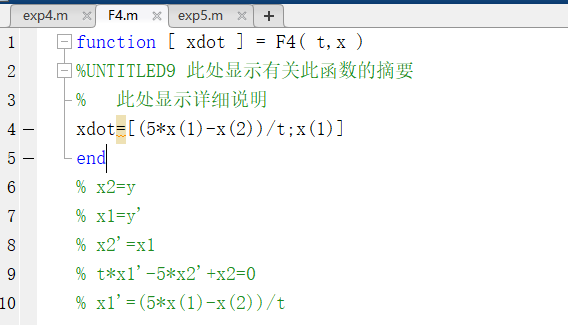 exp4.m × F4.m × exp5.m × +
1 function [ xdot ] = F4( t,x )
2 %UNTITLED9 此处显示有关此函数的摘要
3 %   此处显示详细说明
4 xdot=[(5*x(1)-x(2))/t;x(1)]
5 end
6 % x2=y
7 % x1=y'
8 % x2'=x1
9 % t*x1'-5*x2'+x2=0
10 % x1'=(5*x(1)-x(2))/t